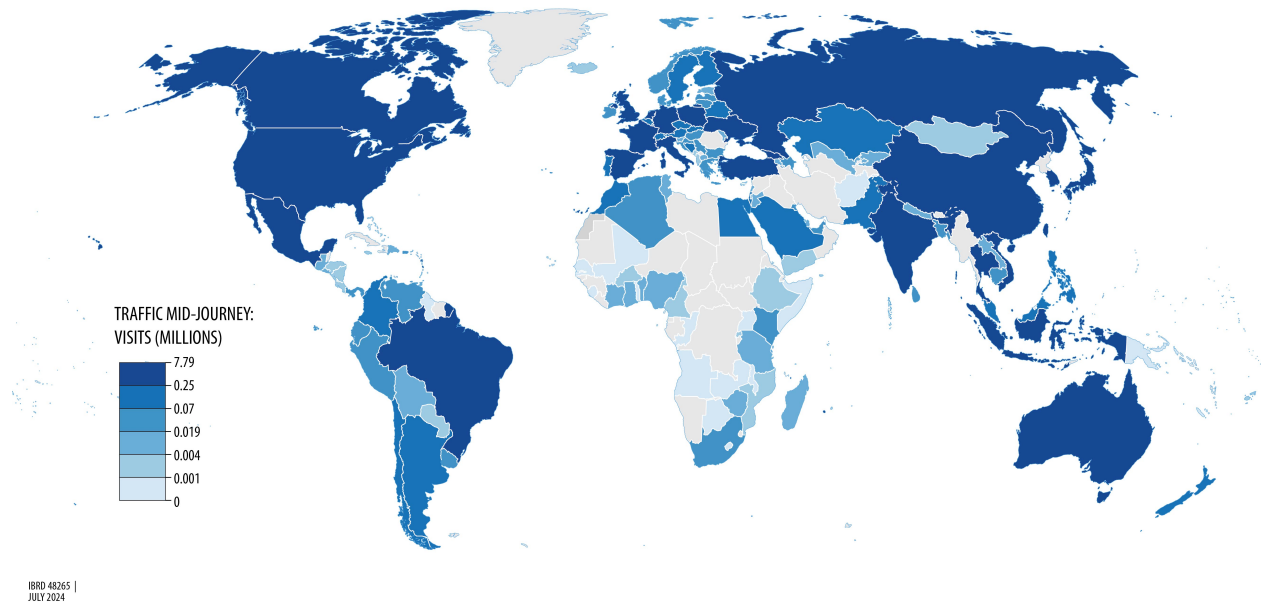 TRAFFIC MID-JOURNEY:
VISITS (MILLIONS)
7.79
0.25
0.07
0.019
0.004
0.001
0
IBRD 48265 |
JULY 2024